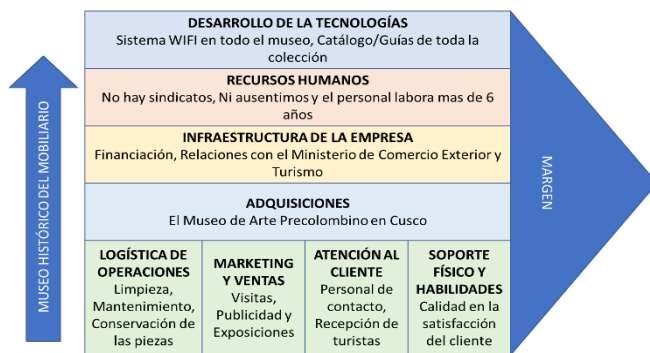 DESARROLLO DE LA TECNOLOGÍAS
Sistema WIFI en todo el museo, Catálogo/Guías de toda la
colección
RECURSOS HUMANOS
No hay sindicatos, Ni ausentimos y el personal labora mas de 6
años
INFRAESTRUCTURA DE LA EMPRESA
Financiación, Relaciones con el Ministerio de Comercio Exterior y
Turismo
ADQUISICIONES
El Museo de Arte Precolombino en Cusco
LOGÍSTICA DE
OPERACIONES
Limpieza,
Mantenimiento,
Conservación de
las piezas
MARKETING
Y VENTAS
Visitas,
Publicidad y
Exposiciones
ATENCIÓN AL
CLIENTE
Personal de
contacto,
Recepción de
turistas
SOPORTE
FÍSICO Y
HABILIDADES
Calidad en la
satisfacción
del cliente
MUSEO HISTÓRICO DEL MOBILIARIO
MARGEN